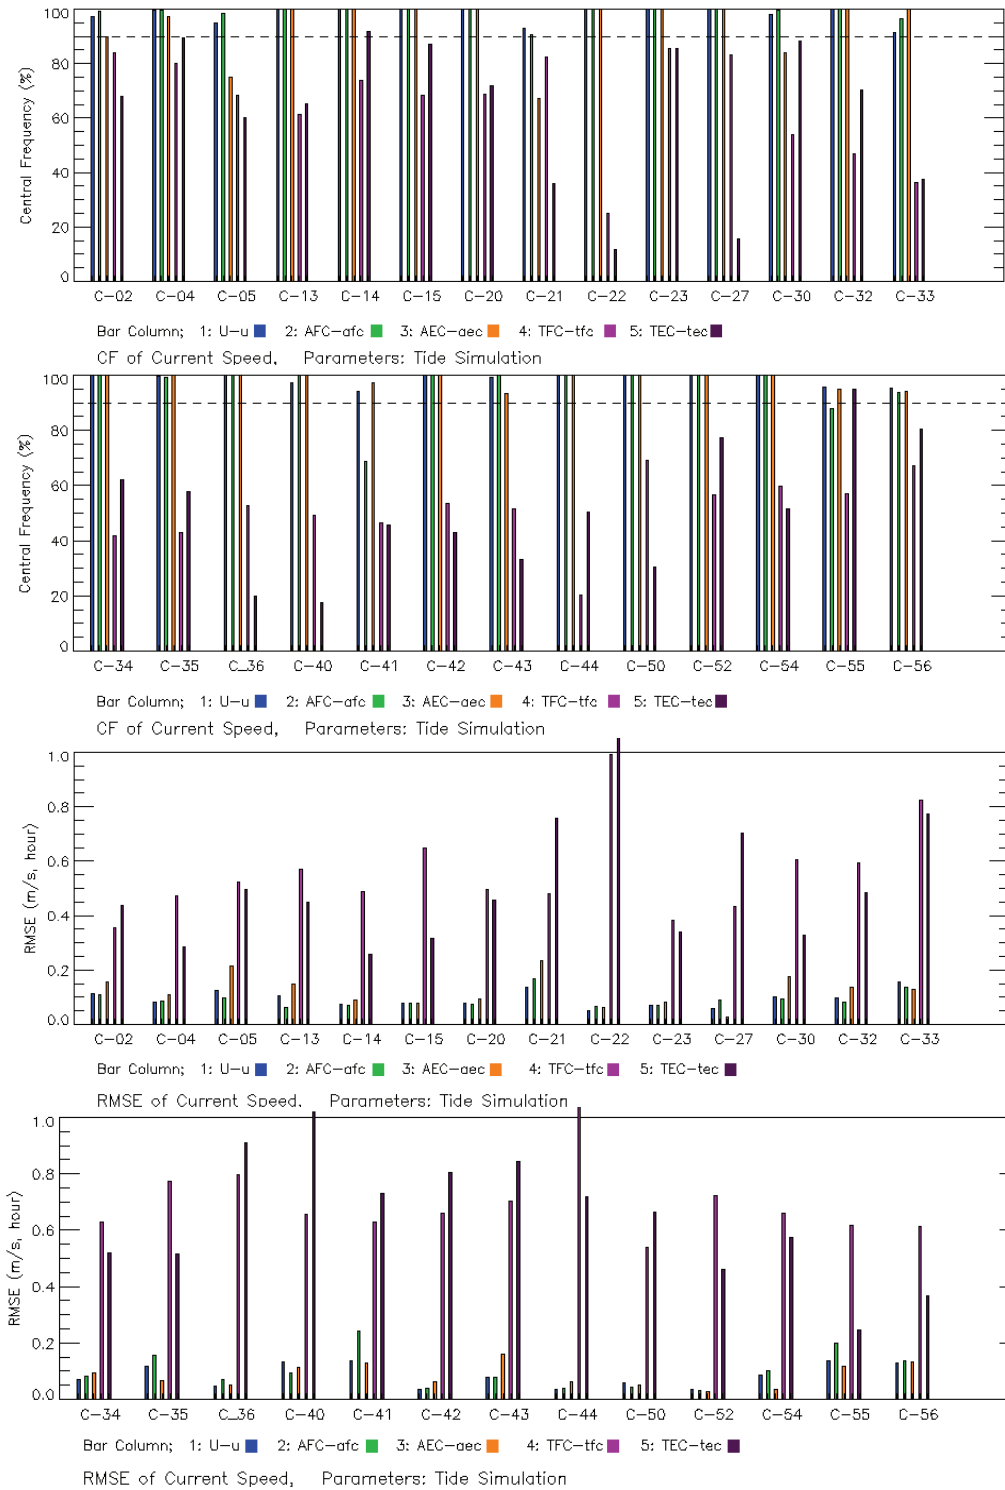 100
80
60
40
20
0
Central Frequency (%)
C-02 C-04 C-05 C-13 C-14 C-15 C-20 C-21 C-22 C-23 C-27 C-30 C-32 C-33
Bar Column; 1: U-u 2: AFC-afc 3: AEC-aec 4: TFC-tfc 5: TEC-tec
CF of Current Speed, Parameters: Tide Simulation
100
80
60
40
20
0
Central Frequency (%)
C-34 C-35 C_36 C-40 C-41 C-42 C-43 C-44 C-50 C-52 C-54 C-55 C-56
Bar Column; 1: U-u 2: AFC-afc 3: AEC-aec 4: TFC-tfc 5: TEC-tec
CF of Current Speed, Parameters: Tide Simulation
1.0
0.8
0.6
0.4
0.2
0.0
RMSE (m/s, hour)
C-02 C-04 C-05 C-13 C-14 C-15 C-20 C-21 C-22 C-23 C-27 C-30 C-32 C-33
Bar Column; 1: U-u 2: AFC-afc 3: AEC-aec 4: TFC-tfc 5: TEC-tec
RMSE of Current Speed, Parameters: Tide Simulation
1.0
0.8
0.6
0.4
0.2
0.0
RMSE (m/s, hour)
C-34 C-35 C_36 C-40 C-41 C-42 C-43 C-44 C-50 C-52 C-54 C-55 C-56
Bar Column; 1: U-u 2: AFC-afc 3: AEC-aec 4: TFC-tfc 5: TEC-tec
RMSE of Current Speed, Parameters: Tide Simulation